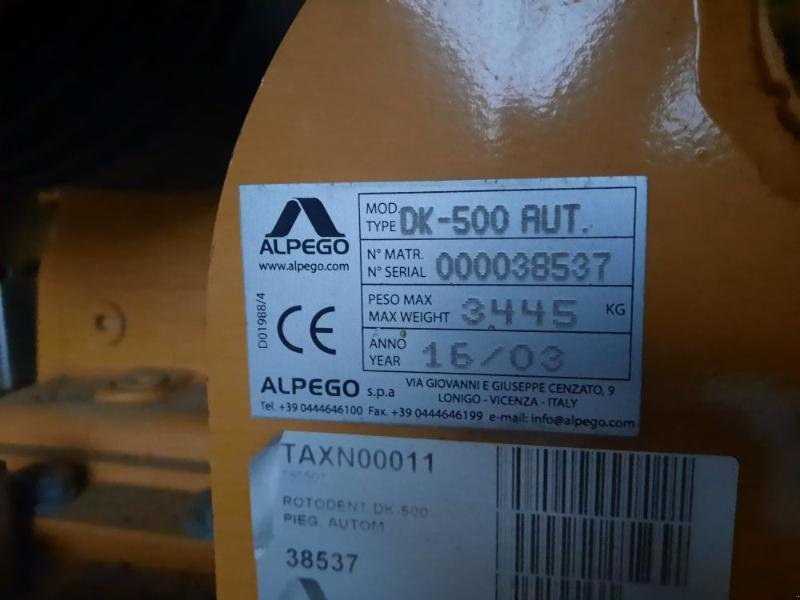 ALPEGO
www.alpego.com
MOD. TYPE DK-500 AUT.
N° MATR. N° SERIAL 000038537
PESO MAX MAX WEIGHT 3445 KG
ANNO YEAR 16/03
D01988/4
CE
ALPEGO s.p.a
VIA GIOVANNI E GIUSEPPE CENZATO, 9
LONIGO - VICENZA - ITALY
Tel. +39 0444646100 Fax. +39 0444646199 e-mail: info@alpego.com
TAXN00011
ROTODENT DK-500
PIEG. AUTOM
38537